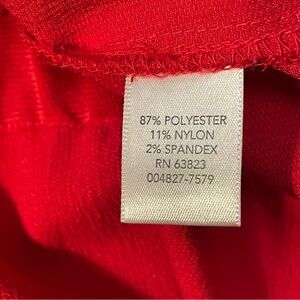 87% POLYESTER
11% NYLON
2% SPANDEX
RN 63823
004827-7579